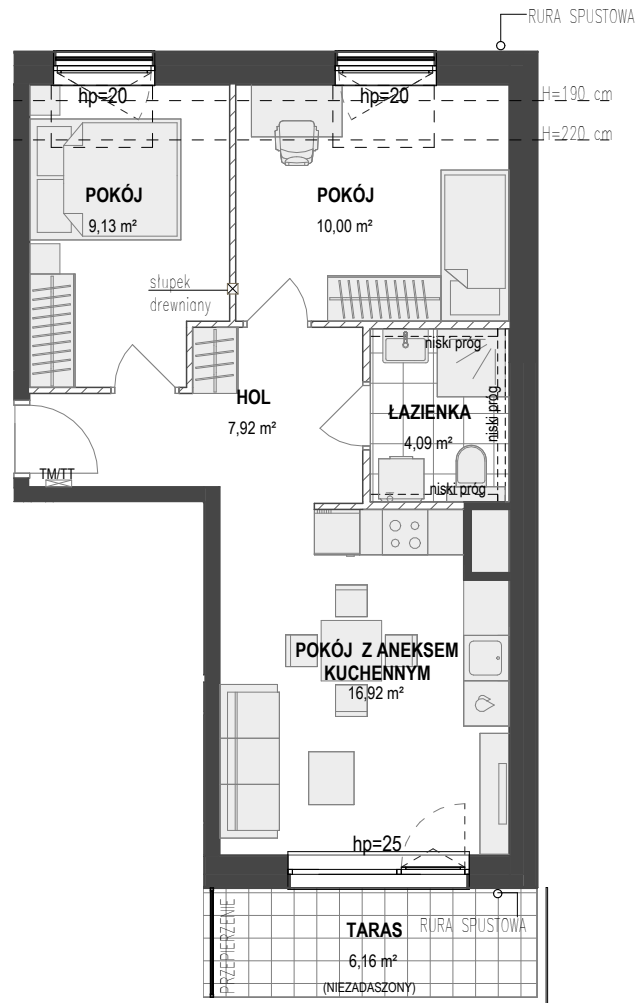 RURA SPUSTOWA
hp=20
hp=20
H=190 cm
H=220 cm
POKÓJ
9,13 m²
POKÓJ
10,00 m²
słupek
drewniany
niski próg
HOL
7,92 m²
ŁAZIENKA
4,09 m²
niski próg
TM/TT
niski próg
POKÓJ Z ANEKSEM
KUCHENNYM
16,92 m²
hp=25
PRZEPIERZENIE
TARAS
6,16 m²
(NIEZADASZONY)
RURA SPUSTOWA